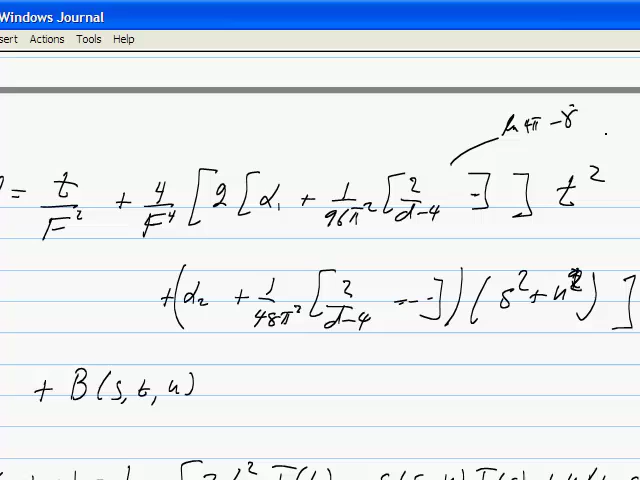 Windows Journal
sert Actions Tools Help
ln 4π - γ
= t/F² + 4/F⁴ [ 2 [ α₁ + 1/96π² [ 2/d-4 - ] ] t²
+ ( α₂ + 1/48π² [ 2/d-4 --- ] ) ( s² + u² ) ]
+ B(s, t, u)